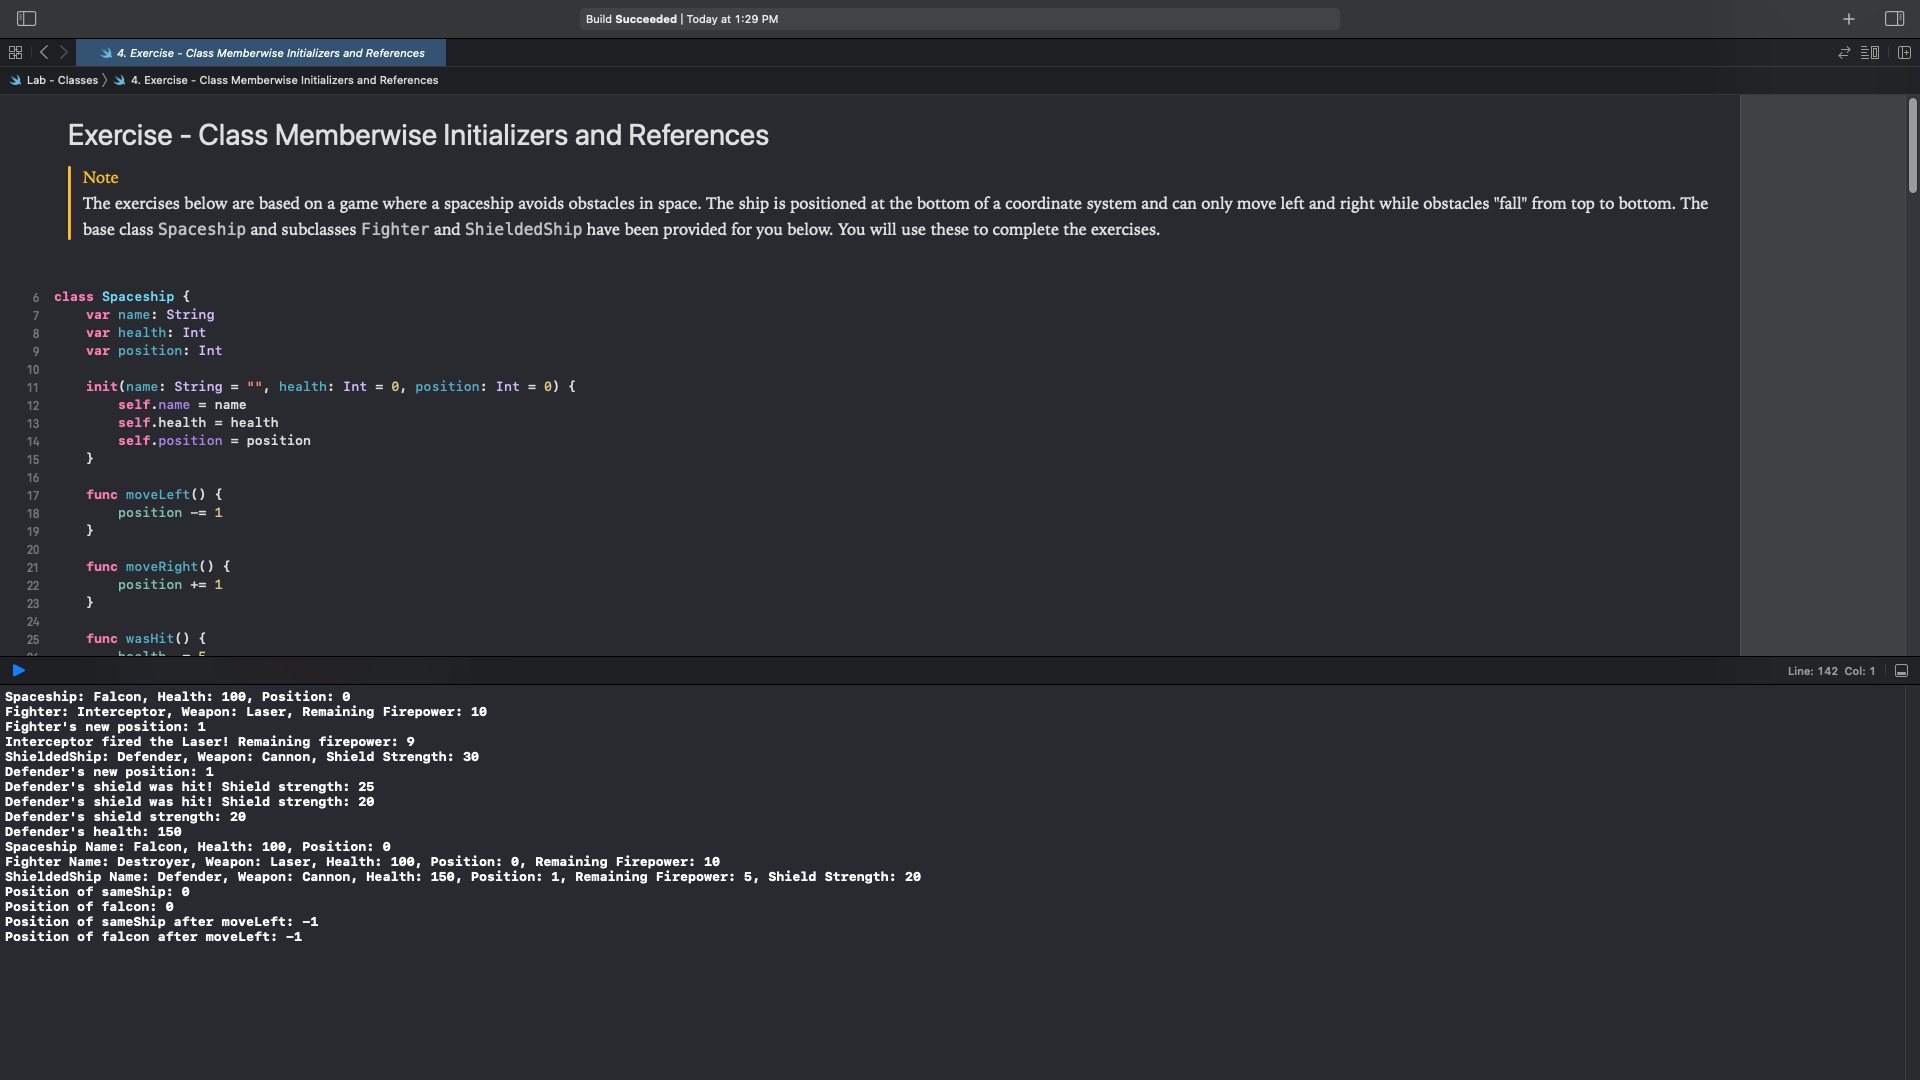 Build Succeeded | Today at 1:29 PM
4. Exercise - Class Memberwise Initializers and References
Lab - Classes 〉 4. Exercise - Class Memberwise Initializers and References
Exercise - Class Memberwise Initializers and References
Note
The exercises below are based on a game where a spaceship avoids obstacles in space. The ship is positioned at the bottom of a coordinate system and can only move left and right while obstacles "fall" from top to bottom. The
base class Spaceship and subclasses Fighter and ShieldedShip have been provided for you below. You will use these to complete the exercises.
6 class Spaceship {
7     var name: String
8     var health: Int
9     var position: Int
10
11     init(name: String = "", health: Int = 0, position: Int = 0) {
12         self.name = name
13         self.health = health
14         self.position = position
15     }
16
17     func moveLeft() {
18         position -= 1
19     }
20
21     func moveRight() {
22         position += 1
23     }
24
25     func wasHit() {
26         health -= 5
Line: 142 Col: 1
Spaceship: Falcon, Health: 100, Position: 0
Fighter: Interceptor, Weapon: Laser, Remaining Firepower: 10
Fighter's new position: 1
Interceptor fired the Laser! Remaining firepower: 9
ShieldedShip: Defender, Weapon: Cannon, Shield Strength: 30
Defender's new position: 1
Defender's shield was hit! Shield strength: 25
Defender's shield was hit! Shield strength: 20
Defender's shield strength: 20
Defender's health: 150
Spaceship Name: Falcon, Health: 100, Position: 0
Fighter Name: Destroyer, Weapon: Laser, Health: 100, Position: 0, Remaining Firepower: 10
ShieldedShip Name: Defender, Weapon: Cannon, Health: 150, Position: 1, Remaining Firepower: 5, Shield Strength: 20
Position of sameShip: 0
Position of falcon: 0
Position of sameShip after moveLeft: -1
Position of falcon after moveLeft: -1